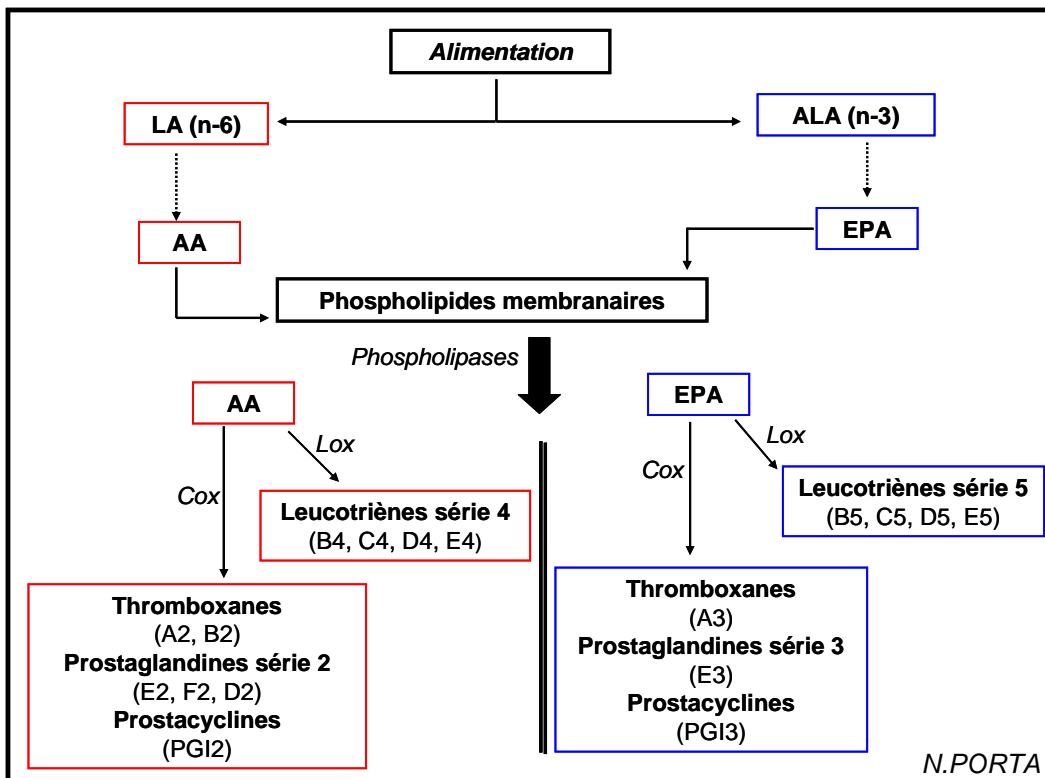 Alimentation
LA (n-6)
ALA (n-3)
AA
EPA
Phospholipides membranaires
Phospholipases
AA
Lox
Cox
Leucotriènes série 4
(B4, C4, D4, E4)
Thromboxanes
(A2, B2)
Prostaglandines série 2
(E2, F2, D2)
Prostacyclines
(PGI2)
EPA
Lox
Cox
Leucotriènes série 5
(B5, C5, D5, E5)
Thromboxanes
(A3)
Prostaglandines série 3
(E3)
Prostacyclines
(PGI3)
N.PORTA